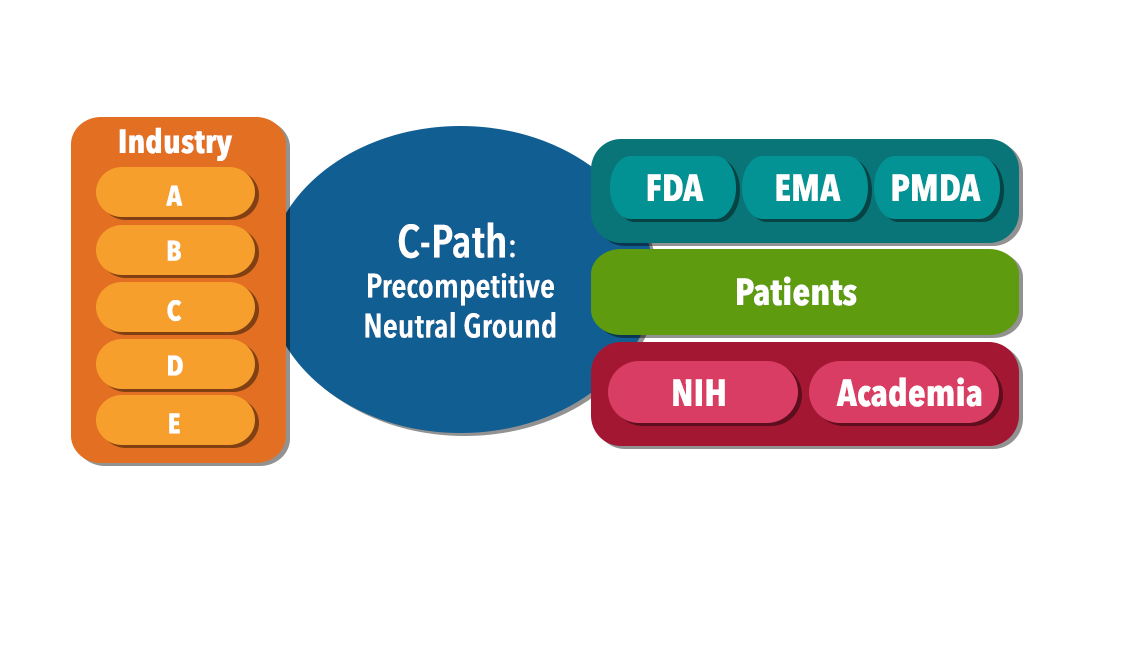 Industry
A
B
C
D
E
C-Path:
Precompetitive
Neutral Ground
FDA EMA PMDA
Patients
NIH Academia